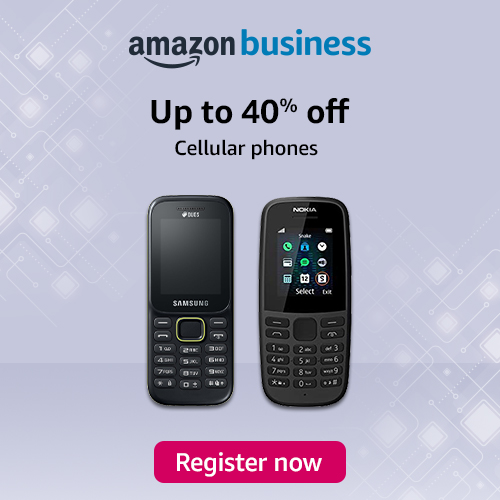 amazon business
Up to 40% off
Cellular phones
DUOS
SAMSUNG
NOKIA
Snake
Select Exit
Register now